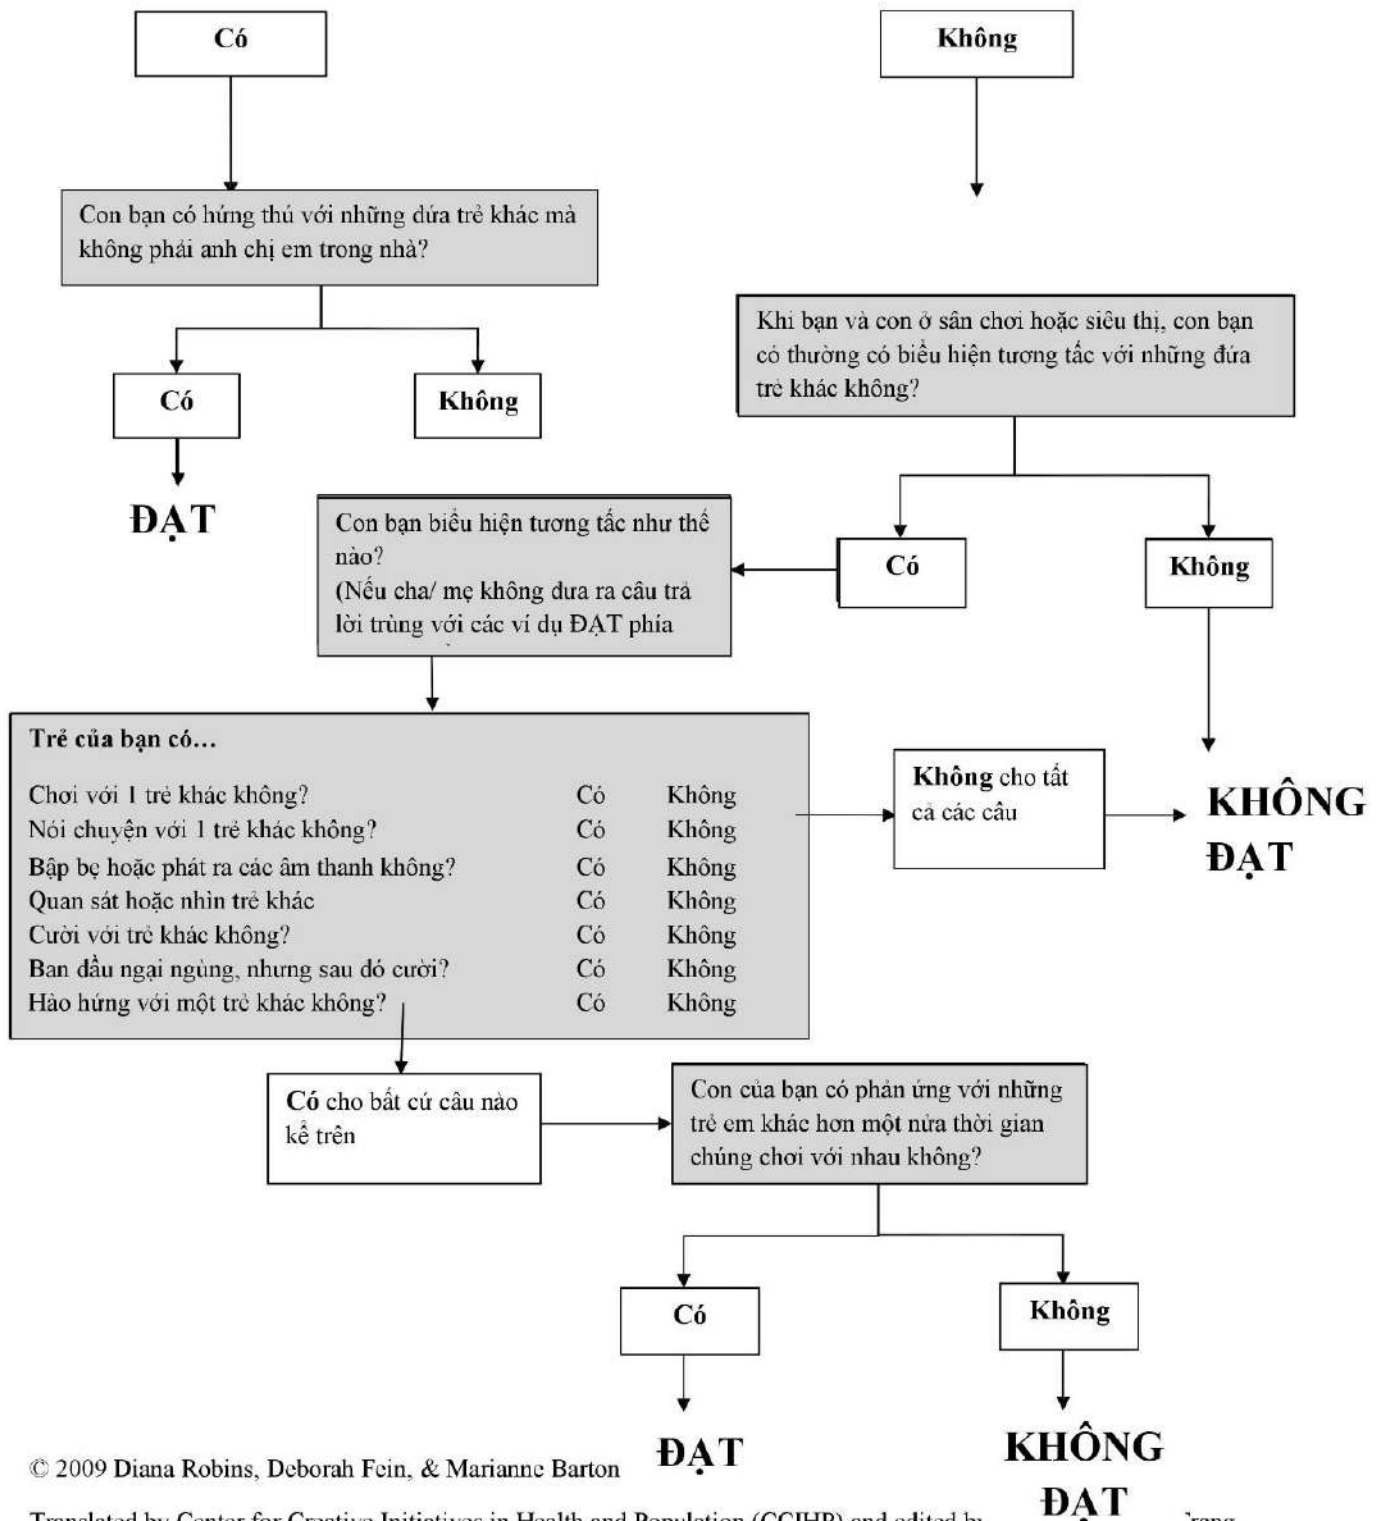 Có
Không
Con bạn có hứng thú với những đứa trẻ khác mà
không phải anh chị em trong nhà?
Khi bạn và con ở sân chơi hoặc siêu thị, con bạn
có thường có biểu hiện tương tác với những đứa
trẻ khác không?
Có
Không
ĐẠT
Con bạn biểu hiện tương tác như thế
nào?
(Nếu cha/ mẹ không đưa ra câu trả
lời trùng với các ví dụ ĐẠT phía
Có
Không
Trẻ của bạn có…
Chơi với 1 trẻ khác không? Có Không
Nói chuyện với 1 trẻ khác không? Có Không
Bập bẹ hoặc phát ra các âm thanh không? Có Không
Quan sát hoặc nhìn trẻ khác Có Không
Cười với trẻ khác không? Có Không
Ban đầu ngại ngùng, nhưng sau đó cười? Có Không
Hào hứng với một trẻ khác không? Có Không
Không cho tất
cả các câu
KHÔNG
ĐẠT
Có cho bất cứ câu nào
kể trên
Con của bạn có phản ứng với những
trẻ em khác hơn một nửa thời gian
chúng chơi với nhau không?
Có
Không
ĐẠT
KHÔNG
ĐẠT
© 2009 Diana Robins, Deborah Fein, & Marianne Barton
Translated by Center for Creative Initiatives in Health and Population (CCIHP) and edited